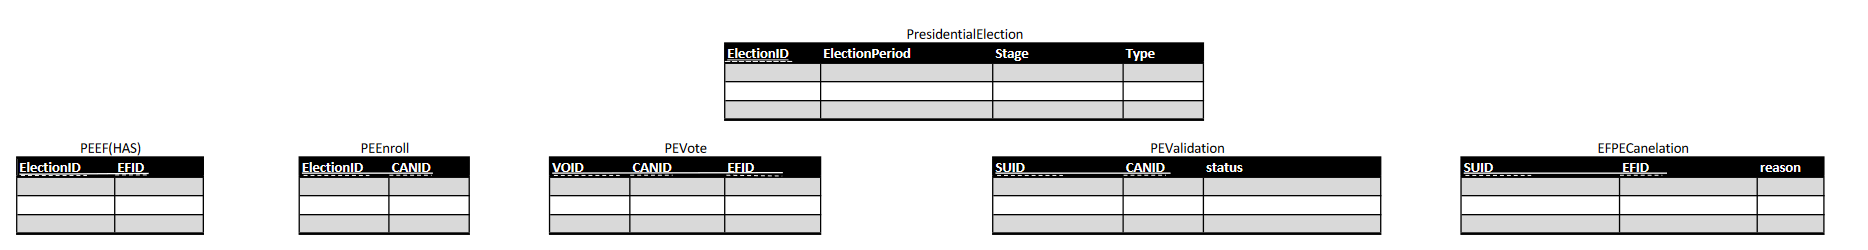 PresidentialElection
ElectionID ElectionPeriod Stage Type
PEEF(HAS) PEEnroll PEVote PEValidation EFPECanelation
ElectionID EFID ElectionID CANID VOID CANID EFID SUID CANID status SUID EFID reason